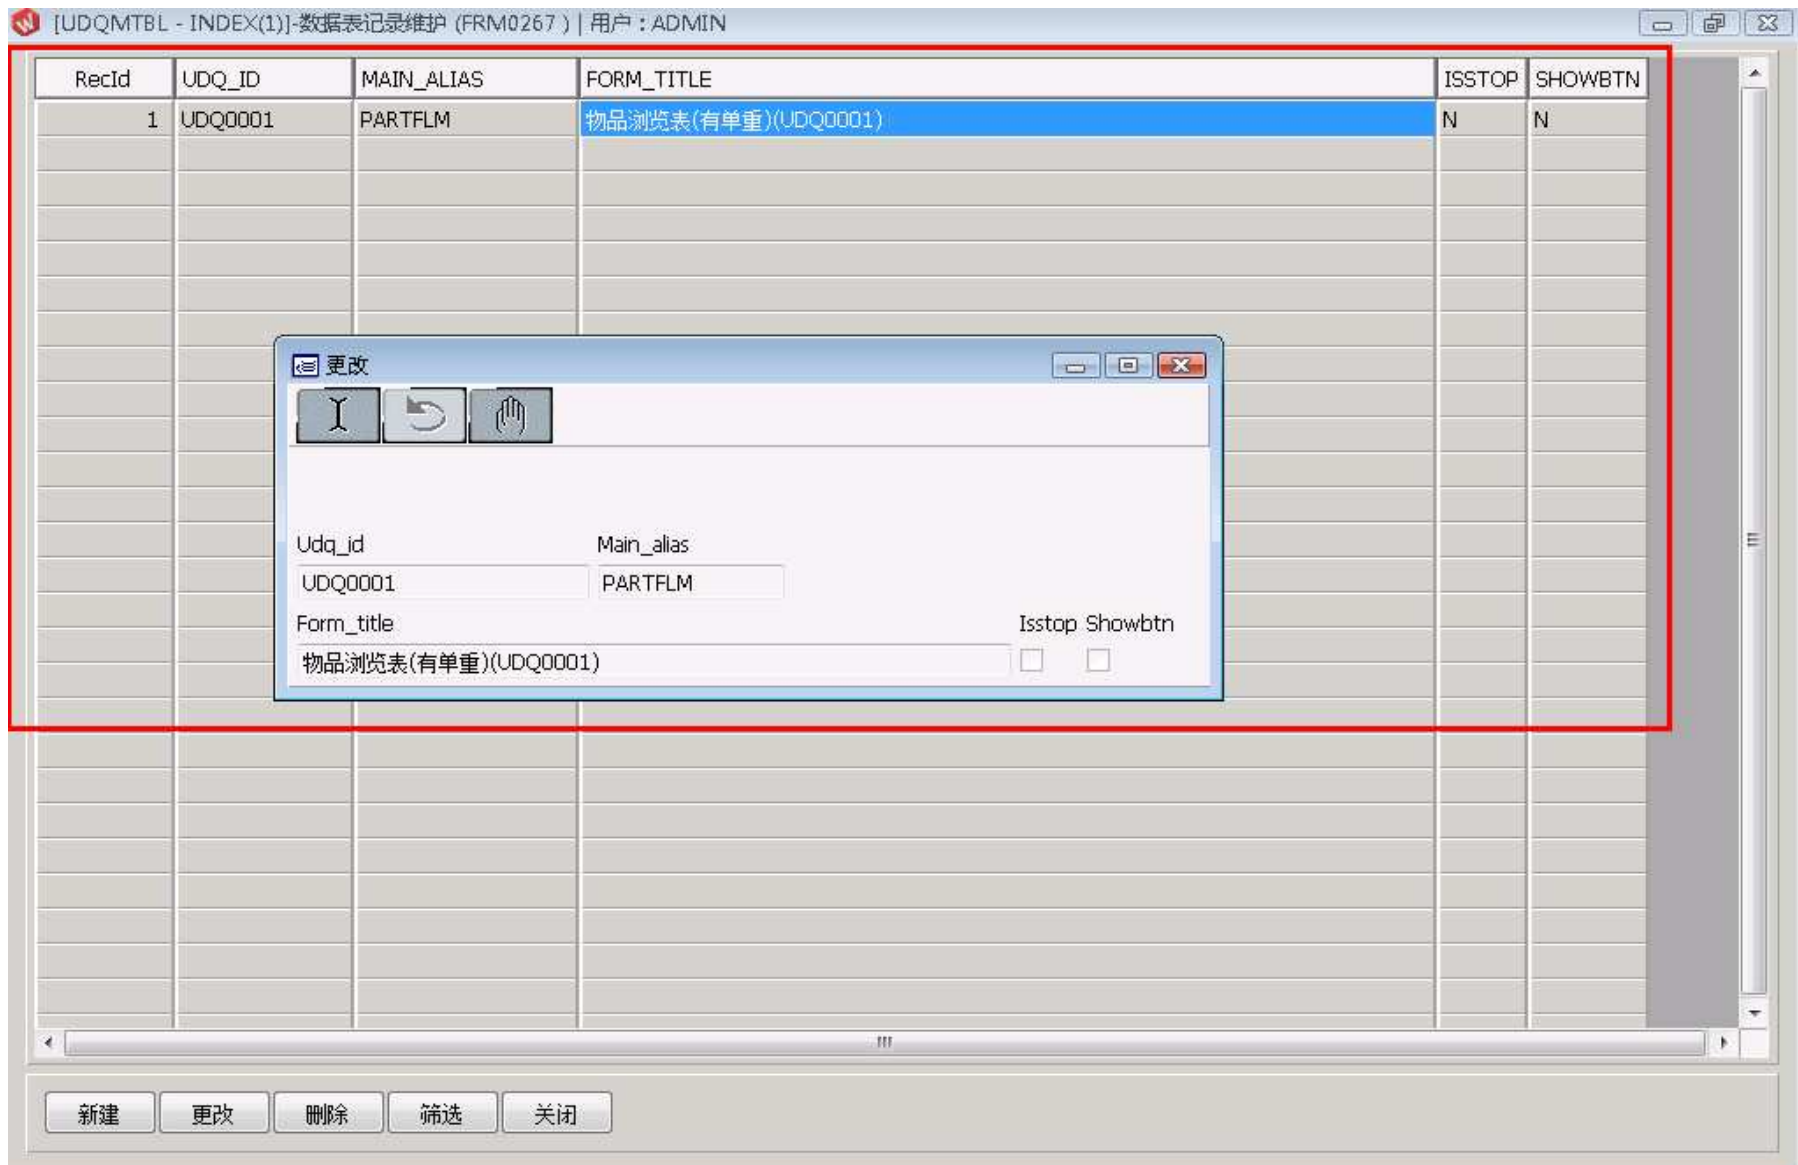 [UDQMTBL - INDEX(1)]-数据表记录维护 (FRM0267 ) | 用户 : ADMIN
RecId UDQ_ID MAIN_ALIAS FORM_TITLE ISSTOP SHOWBTN
1 UDQ0001 PARTFLM 物品浏览表(有单重)(UDQ0001) N N
更改
Udq_id Main_alias
UDQ0001 PARTFLM
Form_title Isstop Showbtn
物品浏览表(有单重)(UDQ0001)
新建 更改 删除 筛选 关闭